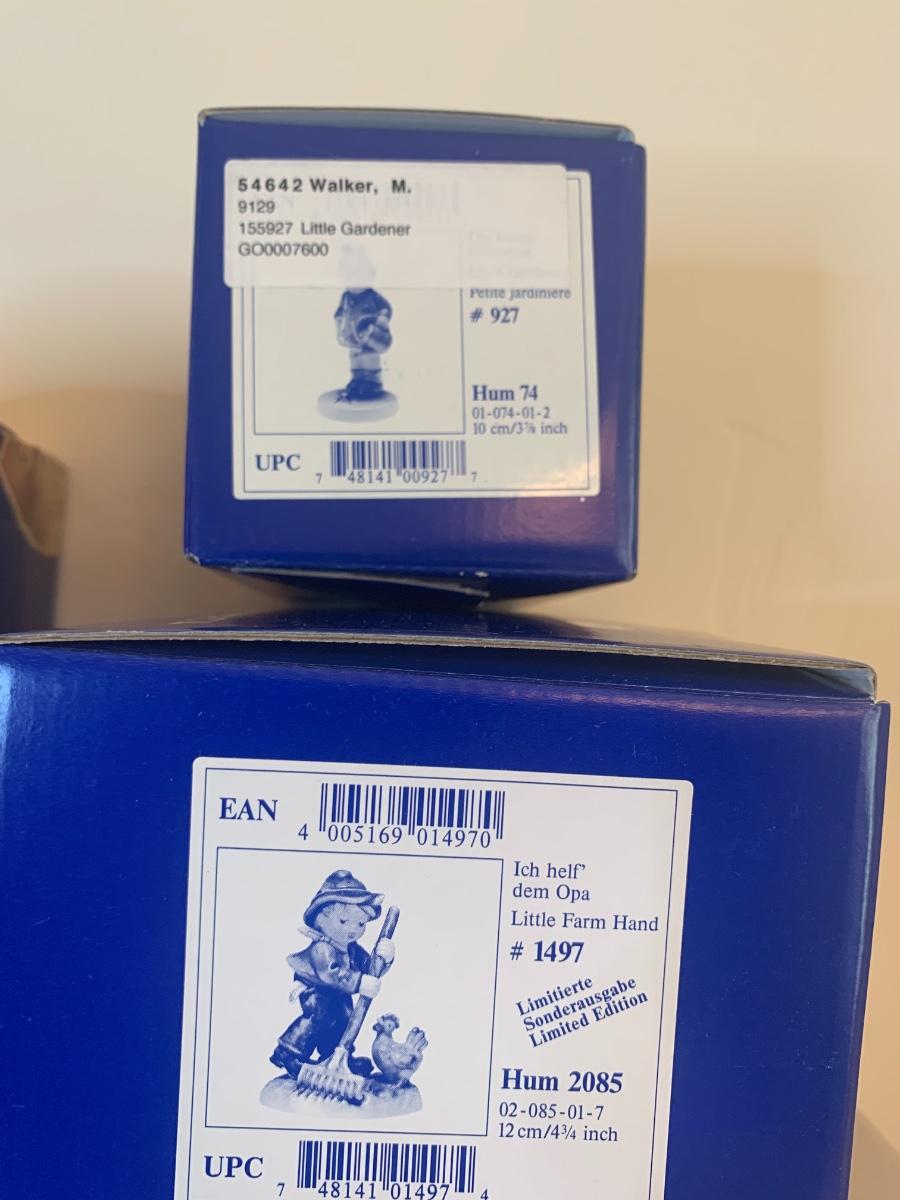 54642 Walker, M.
9129
155927 Little Gardener
GO0007600
Petite jardinière
# 927
Hum 74
01-074-01-2
10 cm/3⅞ inch
UPC
7 48141 00927 7
EAN
4 005169 014970
Ich helf'
dem Opa
Little Farm Hand
# 1497
Limitierte
Sonderausgabe
Limited Edition
Hum 2085
02-085-01-7
12 cm/4¾ inch
UPC
7 48141 01497 4